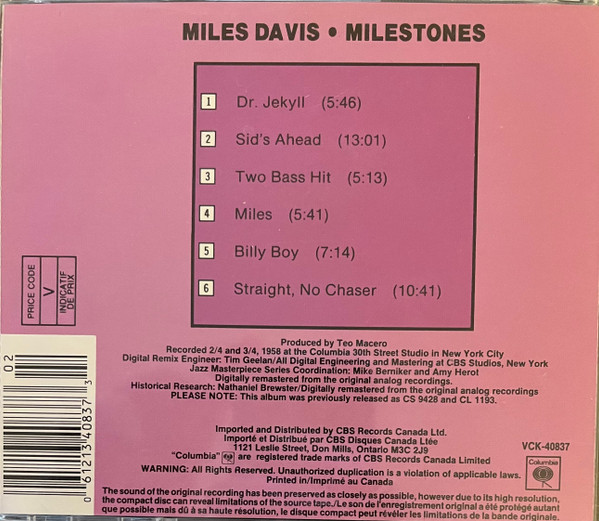 MILES DAVIS • MILESTONES
1 Dr. Jekyll (5:46)
2 Sid's Ahead (13:01)
3 Two Bass Hit (5:13)
4 Miles (5:41)
5 Billy Boy (7:14)
6 Straight, No Chaser (10:41)
PRICE CODE
V
INDICATIF
DE PRIX
Produced by Teo Macero
Recorded 2/4 and 3/4, 1958 at the Columbia 30th Street Studio in New York City
Digital Remix Engineer: Tim Geelan/All Digital Engineering and Mastering at CBS Studios, New York
Jazz Masterpiece Series Coordination: Mike Berniker and Amy Herot
Digitally remastered from the original analog recordings.
Historical Research: Nathaniel Brewster/Digitally remastered from the original analog recordings
PLEASE NOTE: This album was previously released as CS 9428 and CL 1193.
02
0 61213 40837 3
Imported and Distributed by CBS Records Canada Ltd.
Importé et Distribué par CBS Disques Canada Ltée
1121 Leslie Street, Don Mills, Ontario M3C 2J9
"Columbia" are registered trade marks of CBS Records Canada Limited
WARNING: All Rights Reserved. Unauthorized duplication is a violation of applicable laws.
Printed in/Imprimé au Canada
VCK-40837
Columbia
The sound of the original recording has been preserved as closely as possible, however due to its high resolution,
the compact disc can reveal limitations of the source tape./Le son de l'enregistrement original a été protégé autant
que possible mais dû à sa haute résolution, le disque compact peut révéler les limitations de la bande originale.